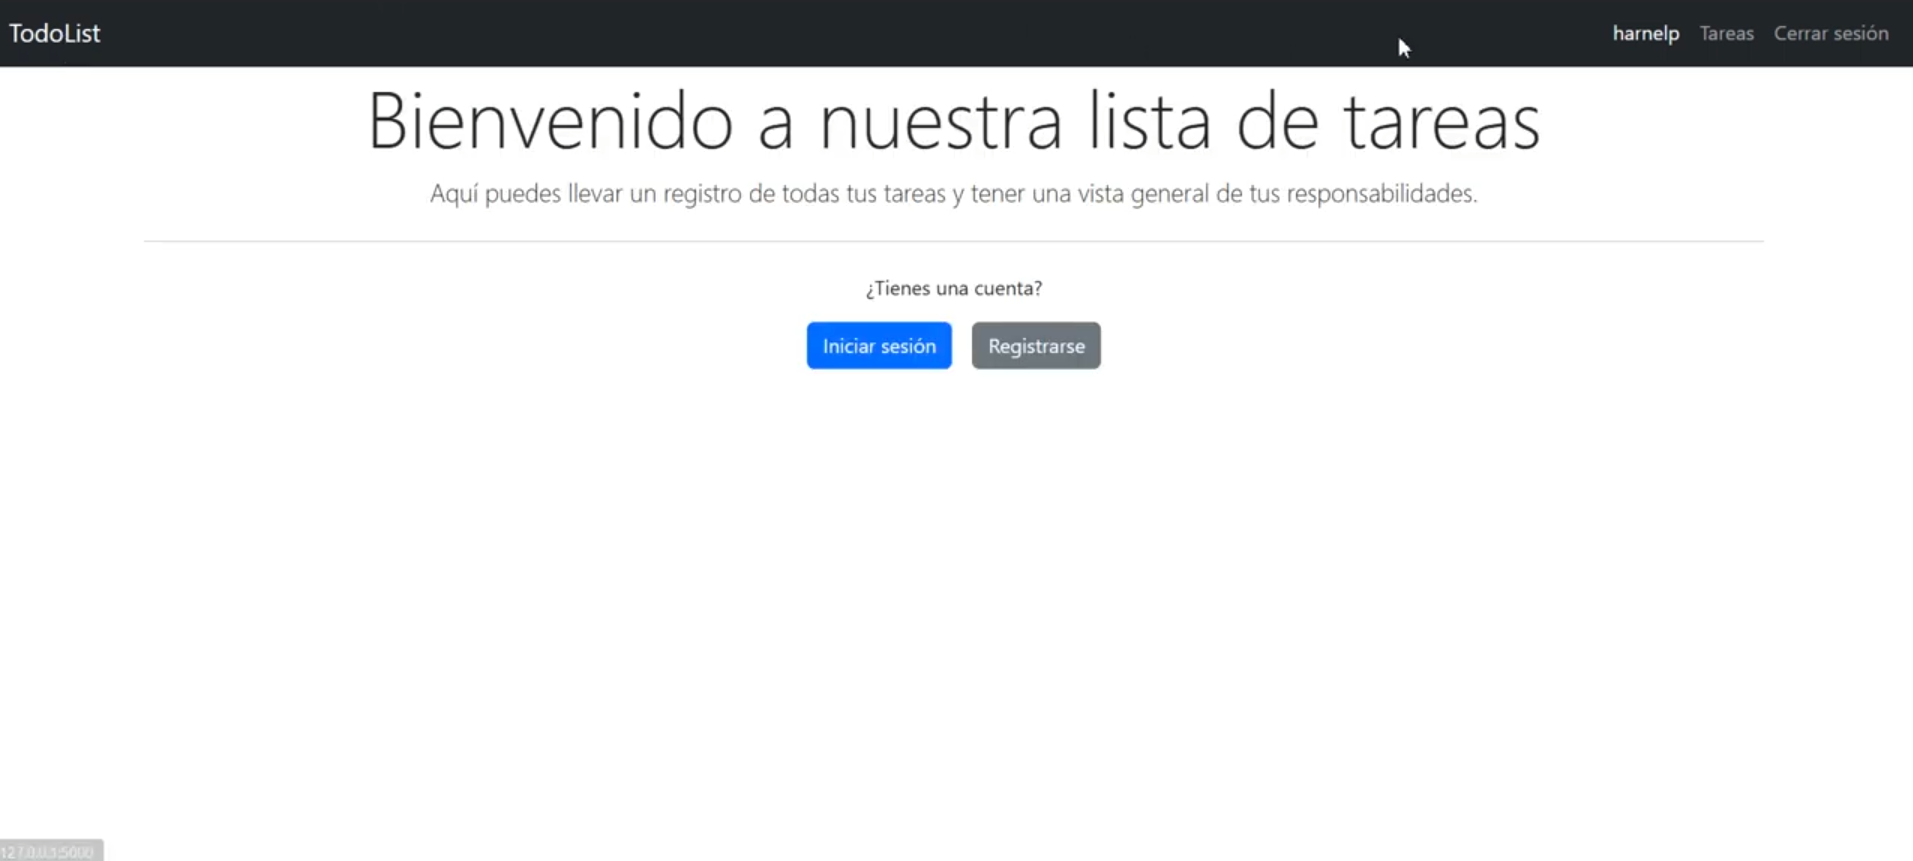 TodoList
harnelp Tareas Cerrar sesión
Bienvenido a nuestra lista de tareas
Aquí puedes llevar un registro de todas tus tareas y tener una vista general de tus responsabilidades.
¿Tienes una cuenta?
Iniciar sesión Registrarse
127.0.0.1:5000